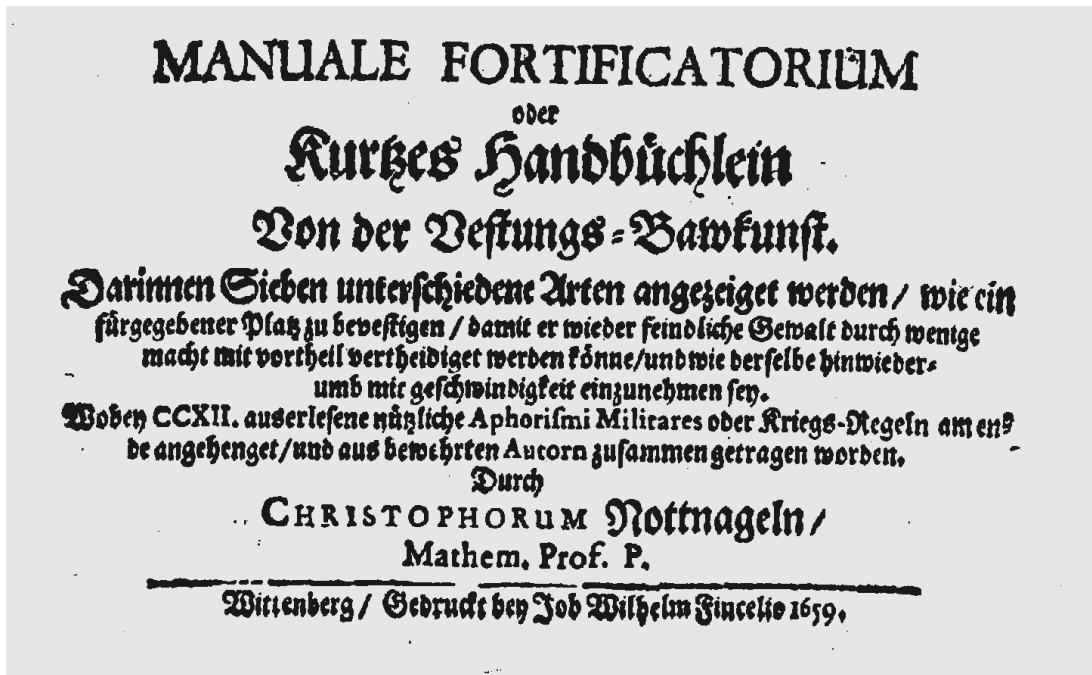 MANUALE FORTIFICATORIUM
oder
Kurtzes Handbüchlein
Von der Vestungs-Bawkunst.
Darinnen Sieben unterschiedene Arten angezeiget werden / wie ein
fürgegebener Platz zu bevestigen / damit er wieder feindliche Gewalt durch wenige
macht mit vortheil vertheidiget werden könne/und wie derselbe hinwieder-
umb mit geschwindigkeit einzunehmen sey.
Wobey CCXII. auserlesene nützliche Aphorismi Militares oder Kriegs-Regeln am en-
de angehenget/und aus bewehrten Autorn zusammen getragen worden.
Durch
CHRISTOPHORUM Nottnageln /
Mathem. Prof. P.
Wittenberg / Gedruckt bey Job Wilhelm Fincelio 1659.